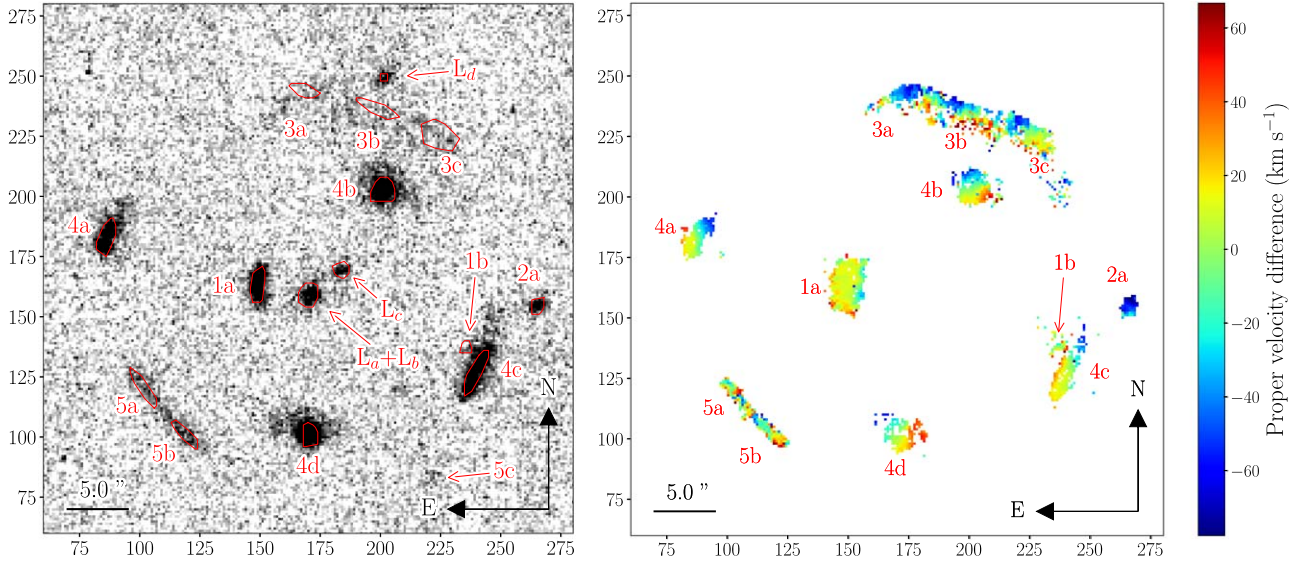 275
250
225
200
175
150
125
100
75
75 100 125 150 175 200 225 250 275
L_d
3a
3b
3c
4b
4a
1a
1b
2a
L_c
L_a+L_b
4c
5a
5b
4d
5c
N
E
5.0 "
275
250
225
200
175
150
125
100
75
75 100 125 150 175 200 225 250 275
3a
3b
3c
4b
4a
1a
1b
2a
4c
5a
5b
4d
N
E
5.0 "
60
40
20
0
−20
−40
−60
Proper velocity difference (km s⁻¹)